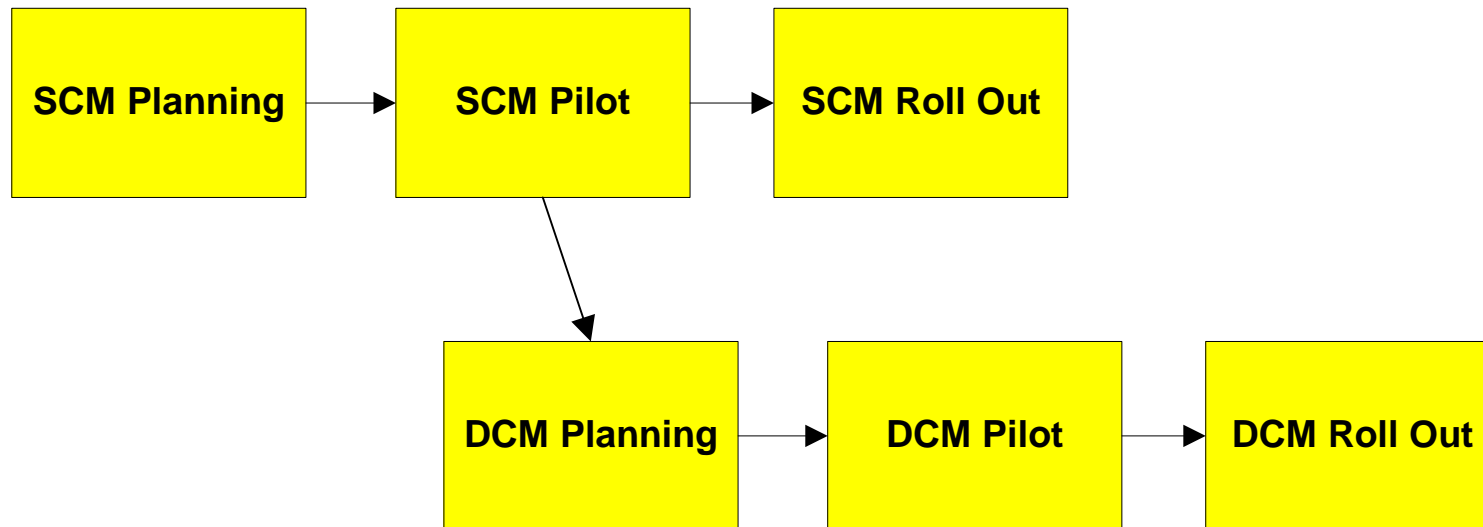 SCM Planning
SCM Pilot
SCM Roll Out
DCM Planning
DCM Pilot
DCM Roll Out